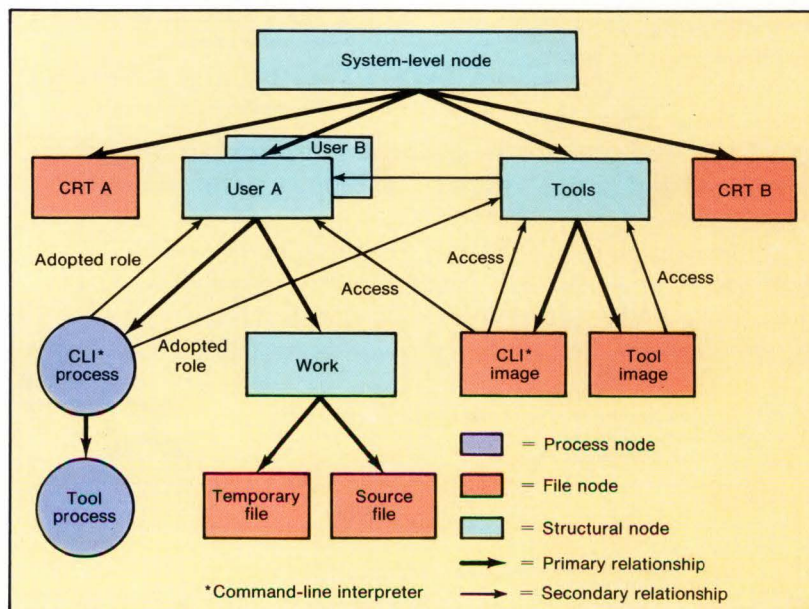 System-level node
CRT A
User B
User A
Tools
CRT B
Adopted role
Access
Access
Access
CLI*
process
Adopted
role
Work
CLI*
image
Tool
image
Tool
process
Temporary
file
Source
file
= Process node
= File node
= Structural node
= Primary relationship
= Secondary relationship
*Command-line interpreter